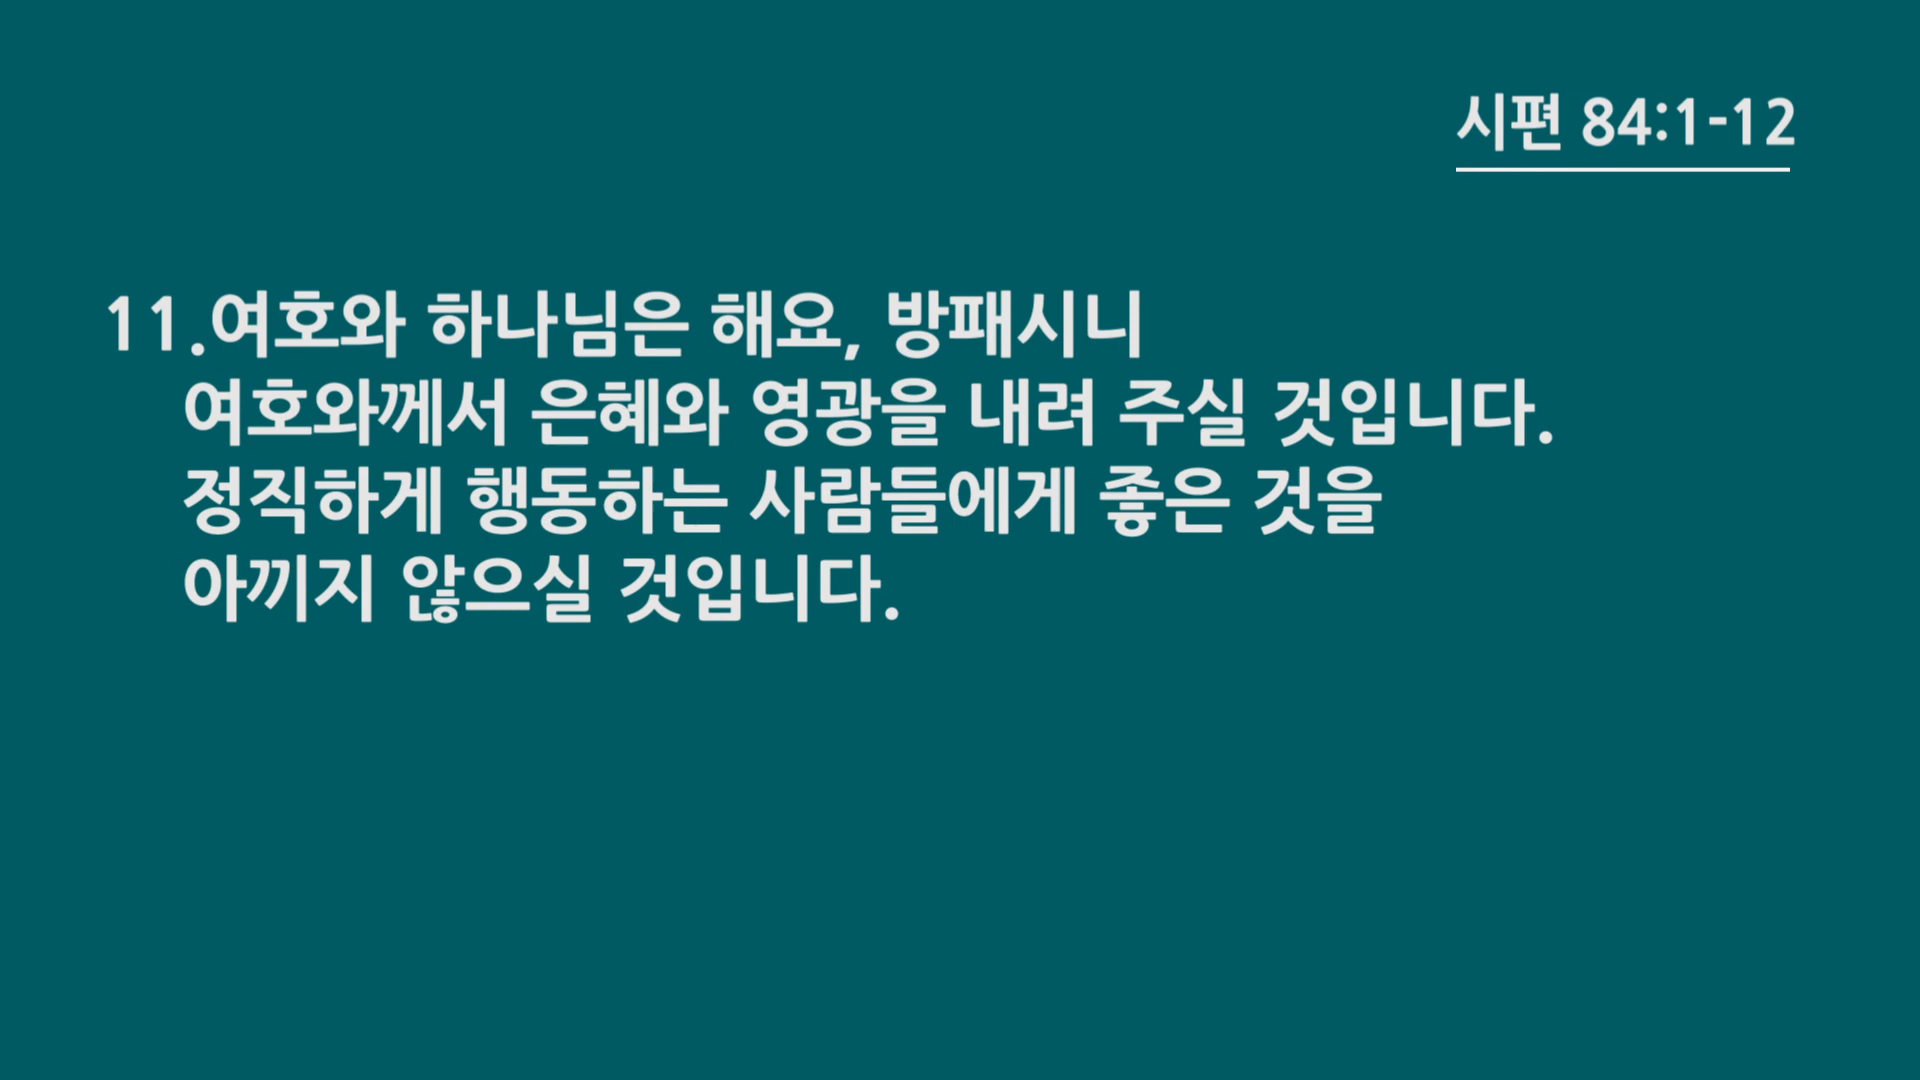 시편 84:1-12
11.여호와 하나님은 해요, 방패시니
여호와께서 은혜와 영광을 내려 주실 것입니다.
정직하게 행동하는 사람들에게 좋은 것을
아끼지 않으실 것입니다.